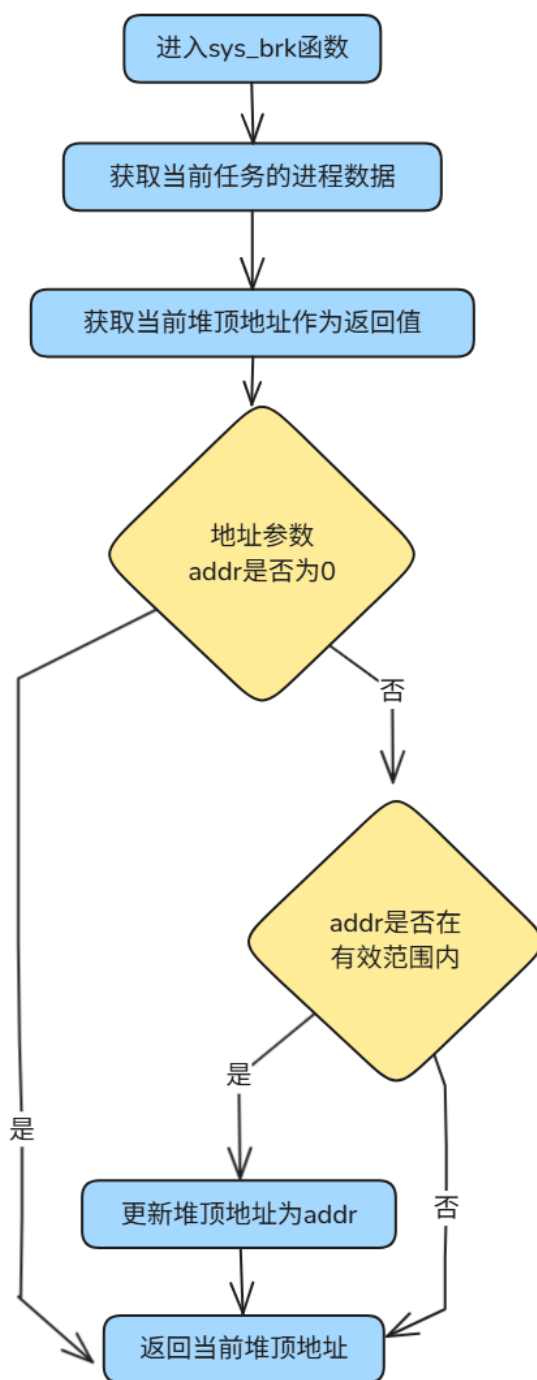 进入sys_brk函数
获取当前任务的进程数据
获取当前堆顶地址作为返回值
地址参数
addr是否为0
否
addr是否在
有效范围内
是
是
否
更新堆顶地址为addr
返回当前堆顶地址